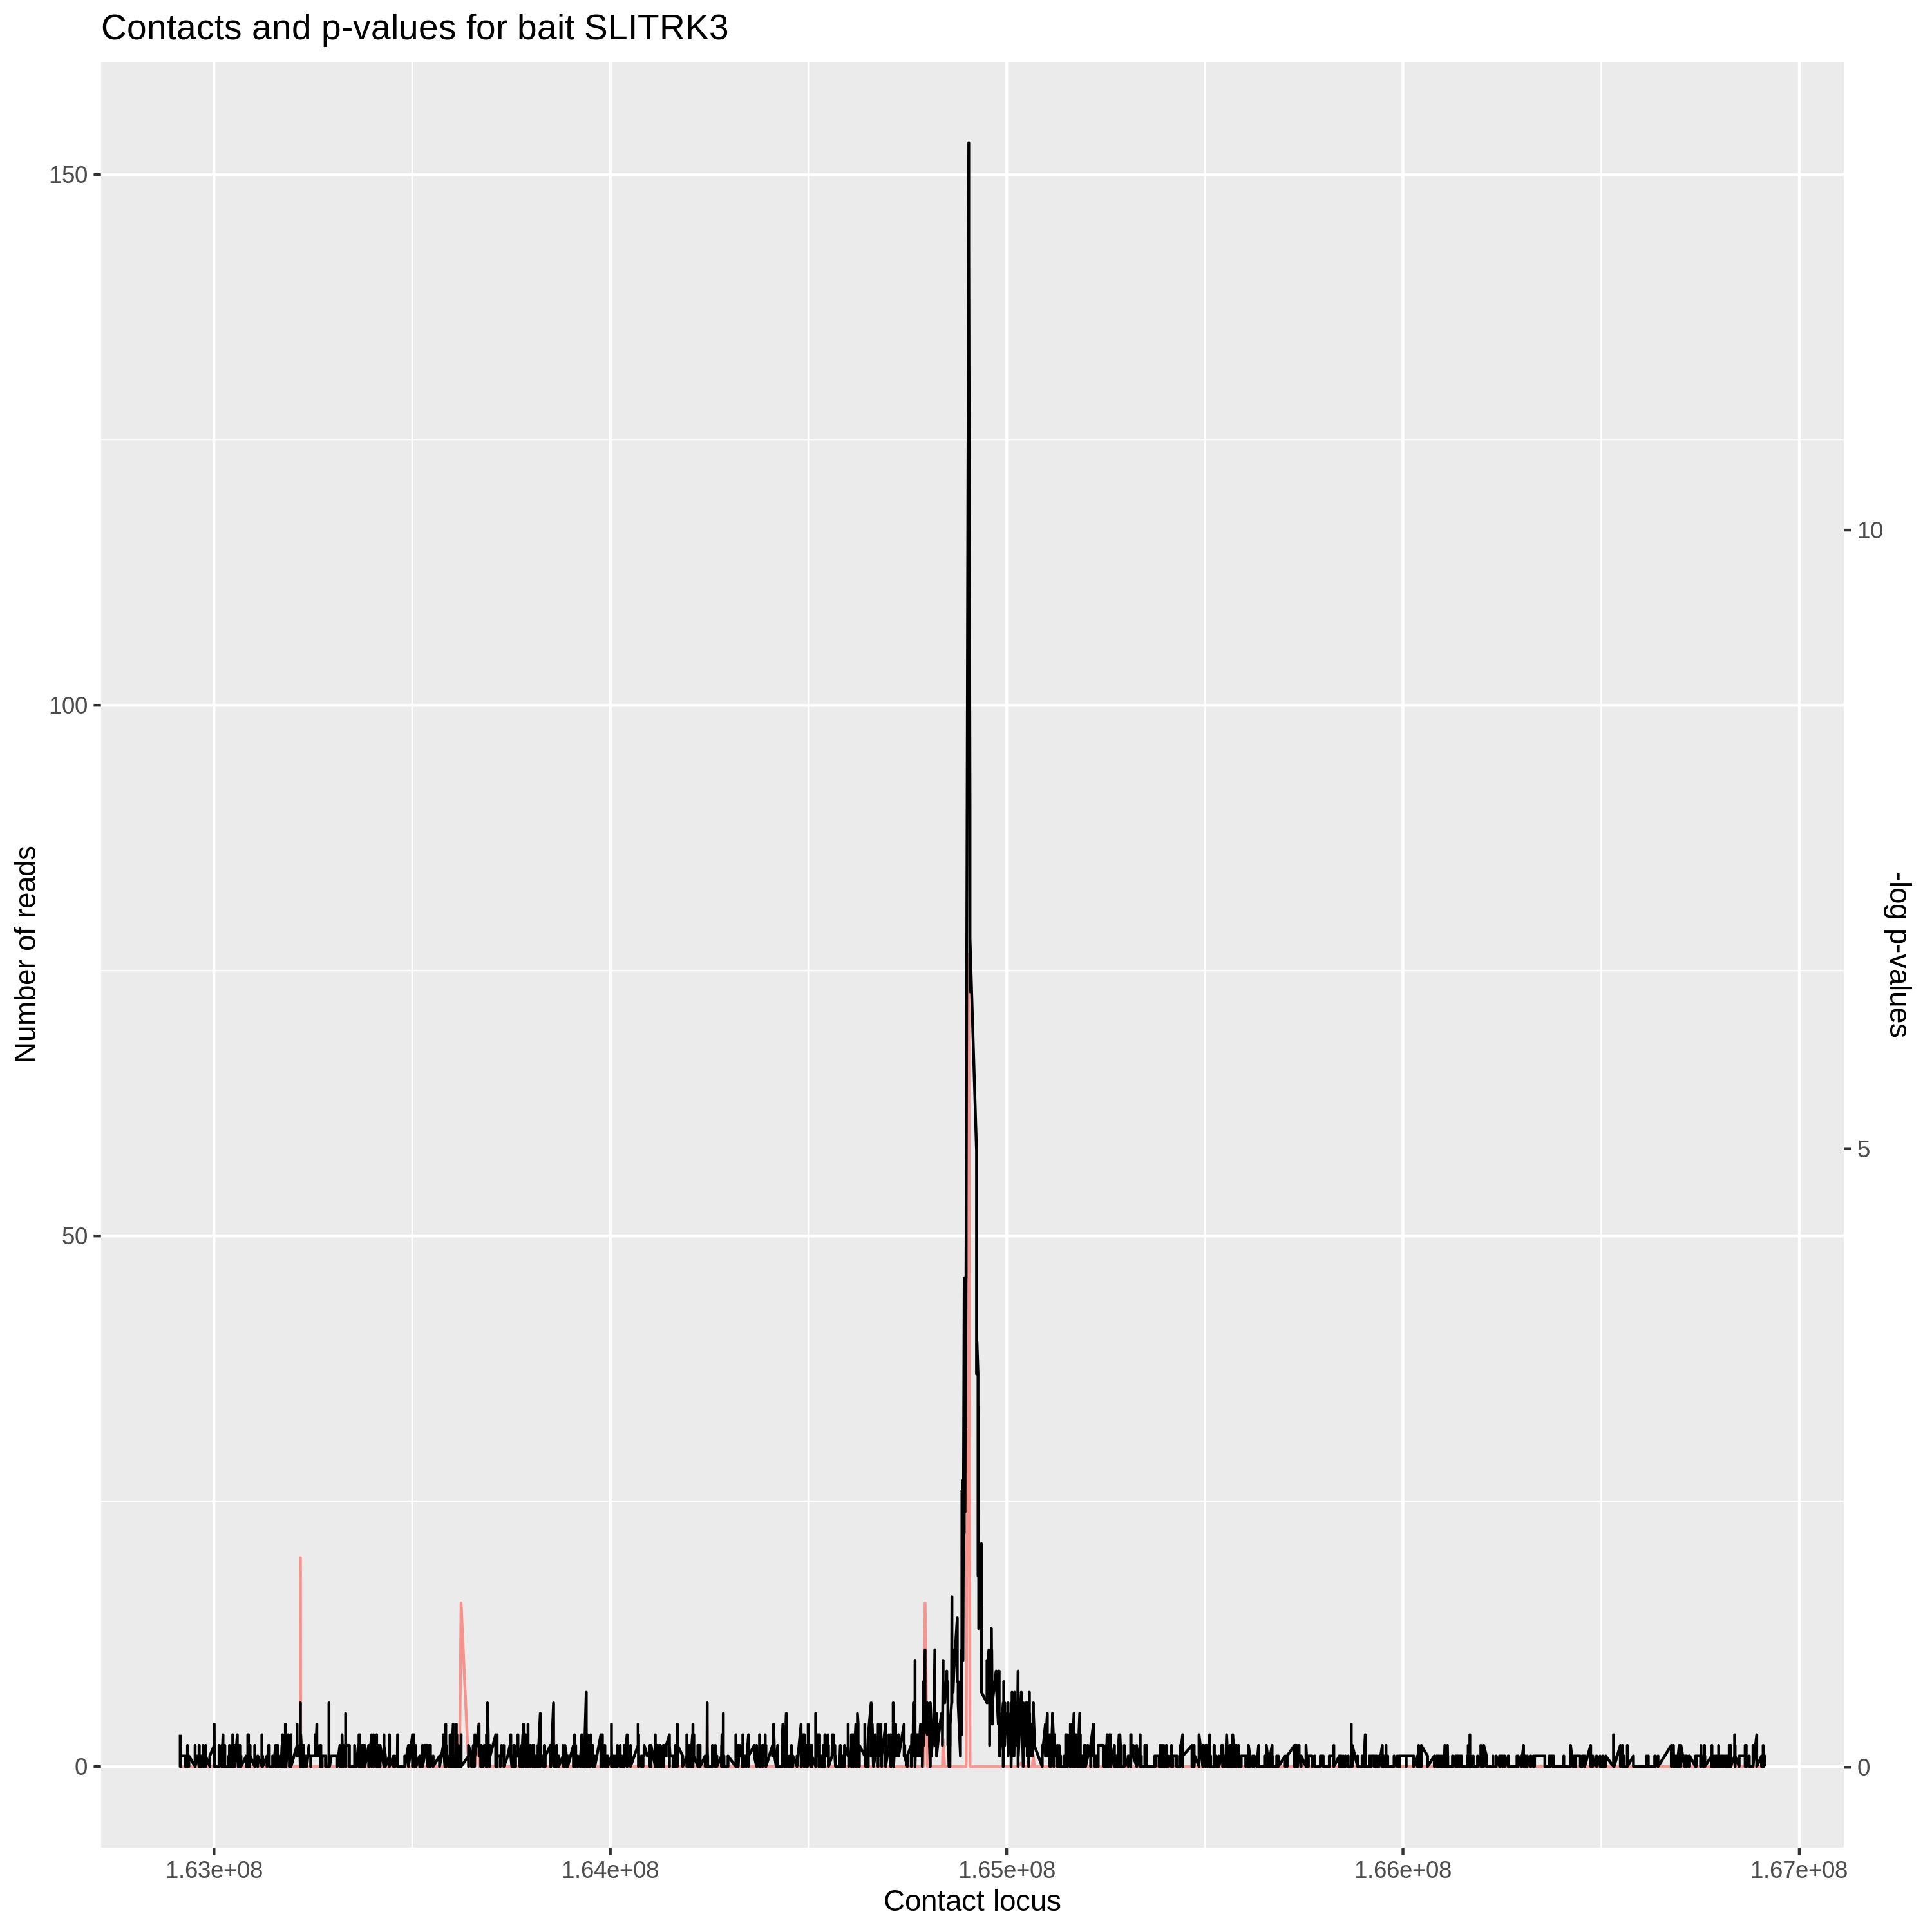 Contacts and p-values for bait SLITRK3
150
100
50
0
Number of reads
10
5
0
-log p-values
1.63e+08
1.64e+08
1.65e+08
1.66e+08
1.67e+08
Contact locus